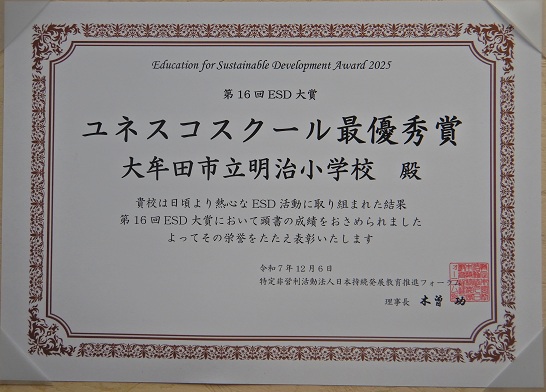 Education for Sustainable Development Award 2025
第16回ESD大賞
ユネスコスクール最優秀賞
大牟田市立明治小学校 殿
貴校は日頃より熱心なESD活動に取り組まれた結果
第16回ESD大賞において頭書の成績をおさめられました
よってその栄誉をたたえ表彰いたします
令和7年12月6日
特定非営利活動法人日本持続発展教育推進フォーラム
理事長 木曽 功